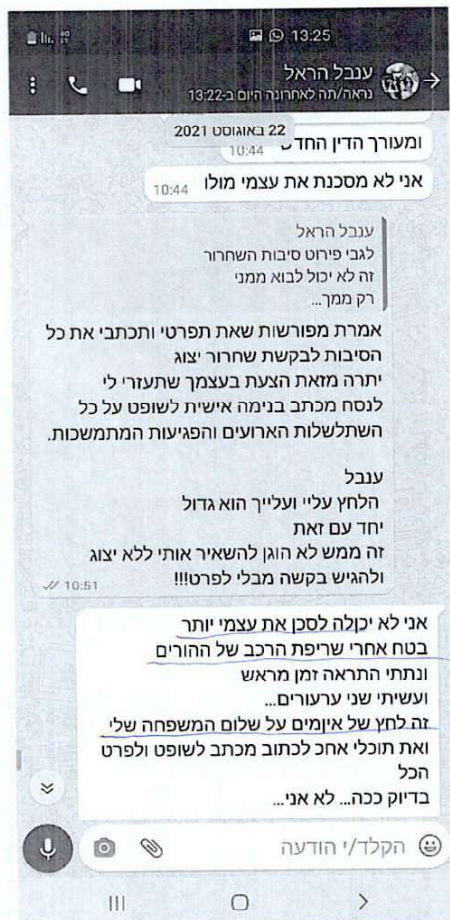 13:25
ענבל הראל
נראה/תה לאחרונה היום ב-13:22
22 באוגוסט 2021
ומעורך הדין החדש
10:44
אני לא מסכנת את עצמי מולו
10:44
ענבל הראל
לגבי פירוט סיבות השחרור
זה לא יכול לבוא ממני
רק ממך...
אמרת מפורשות שאת תפרטי ותכתבי את כל
הסיבות לבקשת שחרור יצוג
יתרה מזאת הצעת בעצמך שתעזרי לי
לנסח מכתב בנימה אישית לשופט על כל
השתלשלות הארועים והפגיעות המתמשכות.
ענבל
הלחץ עליי ועלייך הוא גדול
יחד עם זאת
זה ממש לא הוגן להשאיר אותי ללא יצוג
ולהגיש בקשה מבלי לפרט!!!
10:51
אני לא יכולה לסכן את עצמי יותר
בטח אחרי שריפת הרכב של ההורים
ונתתי התראה זמן מראש
ועשיתי שני ערעורים...
זה לחץ של איומים על שלום המשפחה שלי
ואת תוכלי אחכ לכתוב מכתב לשופט ולפרט
הכל
בדיוק ככה... לא אני...
הקלד/י הודעה